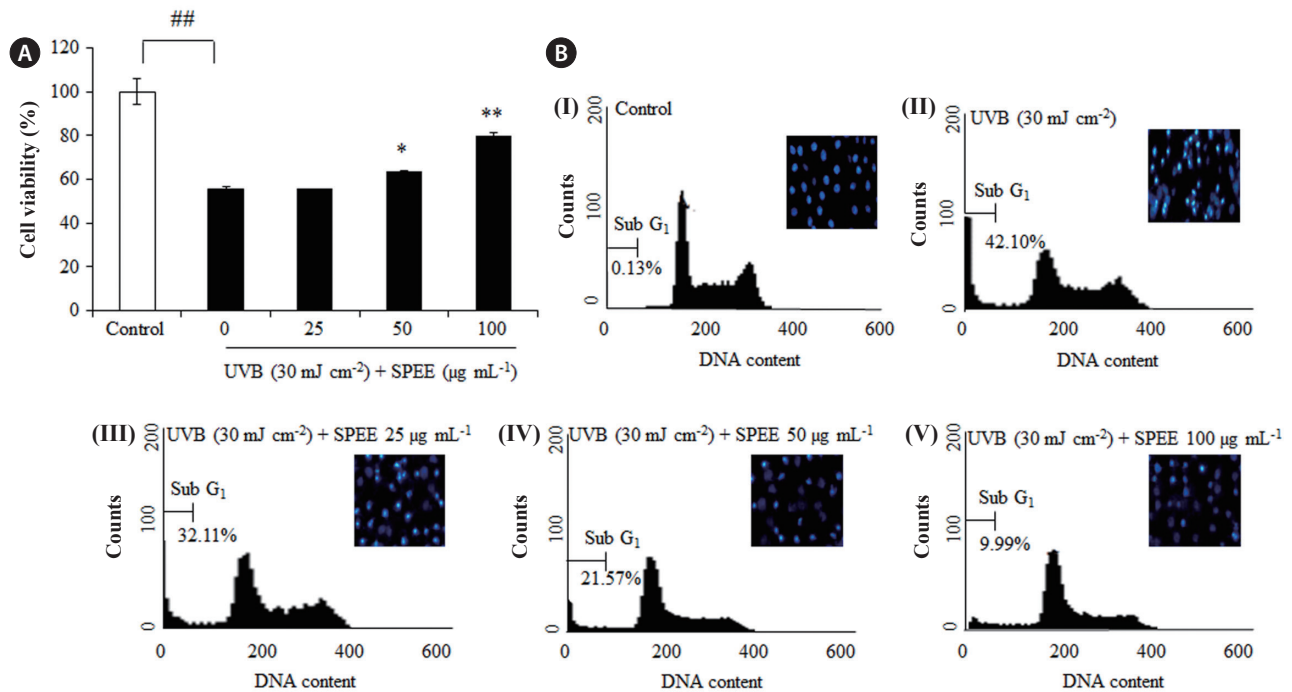 A
##
Cell viability (%)
120
100
80
60
40
20
0
*
**
Control
0
25
50
100
UVB (30 mJ cm⁻²) + SPEE (µg mL⁻¹)
B
(I)
Control
Counts
200
100
0
Sub G₁
0.13%
200
400
600
DNA content
(II)
UVB (30 mJ cm⁻²)
Counts
200
100
0
Sub G₁
42.10%
0
200
400
600
DNA content
(III)
UVB (30 mJ cm⁻²) + SPEE 25 µg mL⁻¹
Counts
200
100
0
Sub G₁
32.11%
0
200
400
600
DNA content
(IV)
UVB (30 mJ cm⁻²) + SPEE 50 µg mL⁻¹
Counts
200
100
0
Sub G₁
21.57%
0
200
400
600
DNA content
(V)
UVB (30 mJ cm⁻²) + SPEE 100 µg mL⁻¹
Counts
200
100
0
Sub G₁
9.99%
0
200
400
600
DNA content